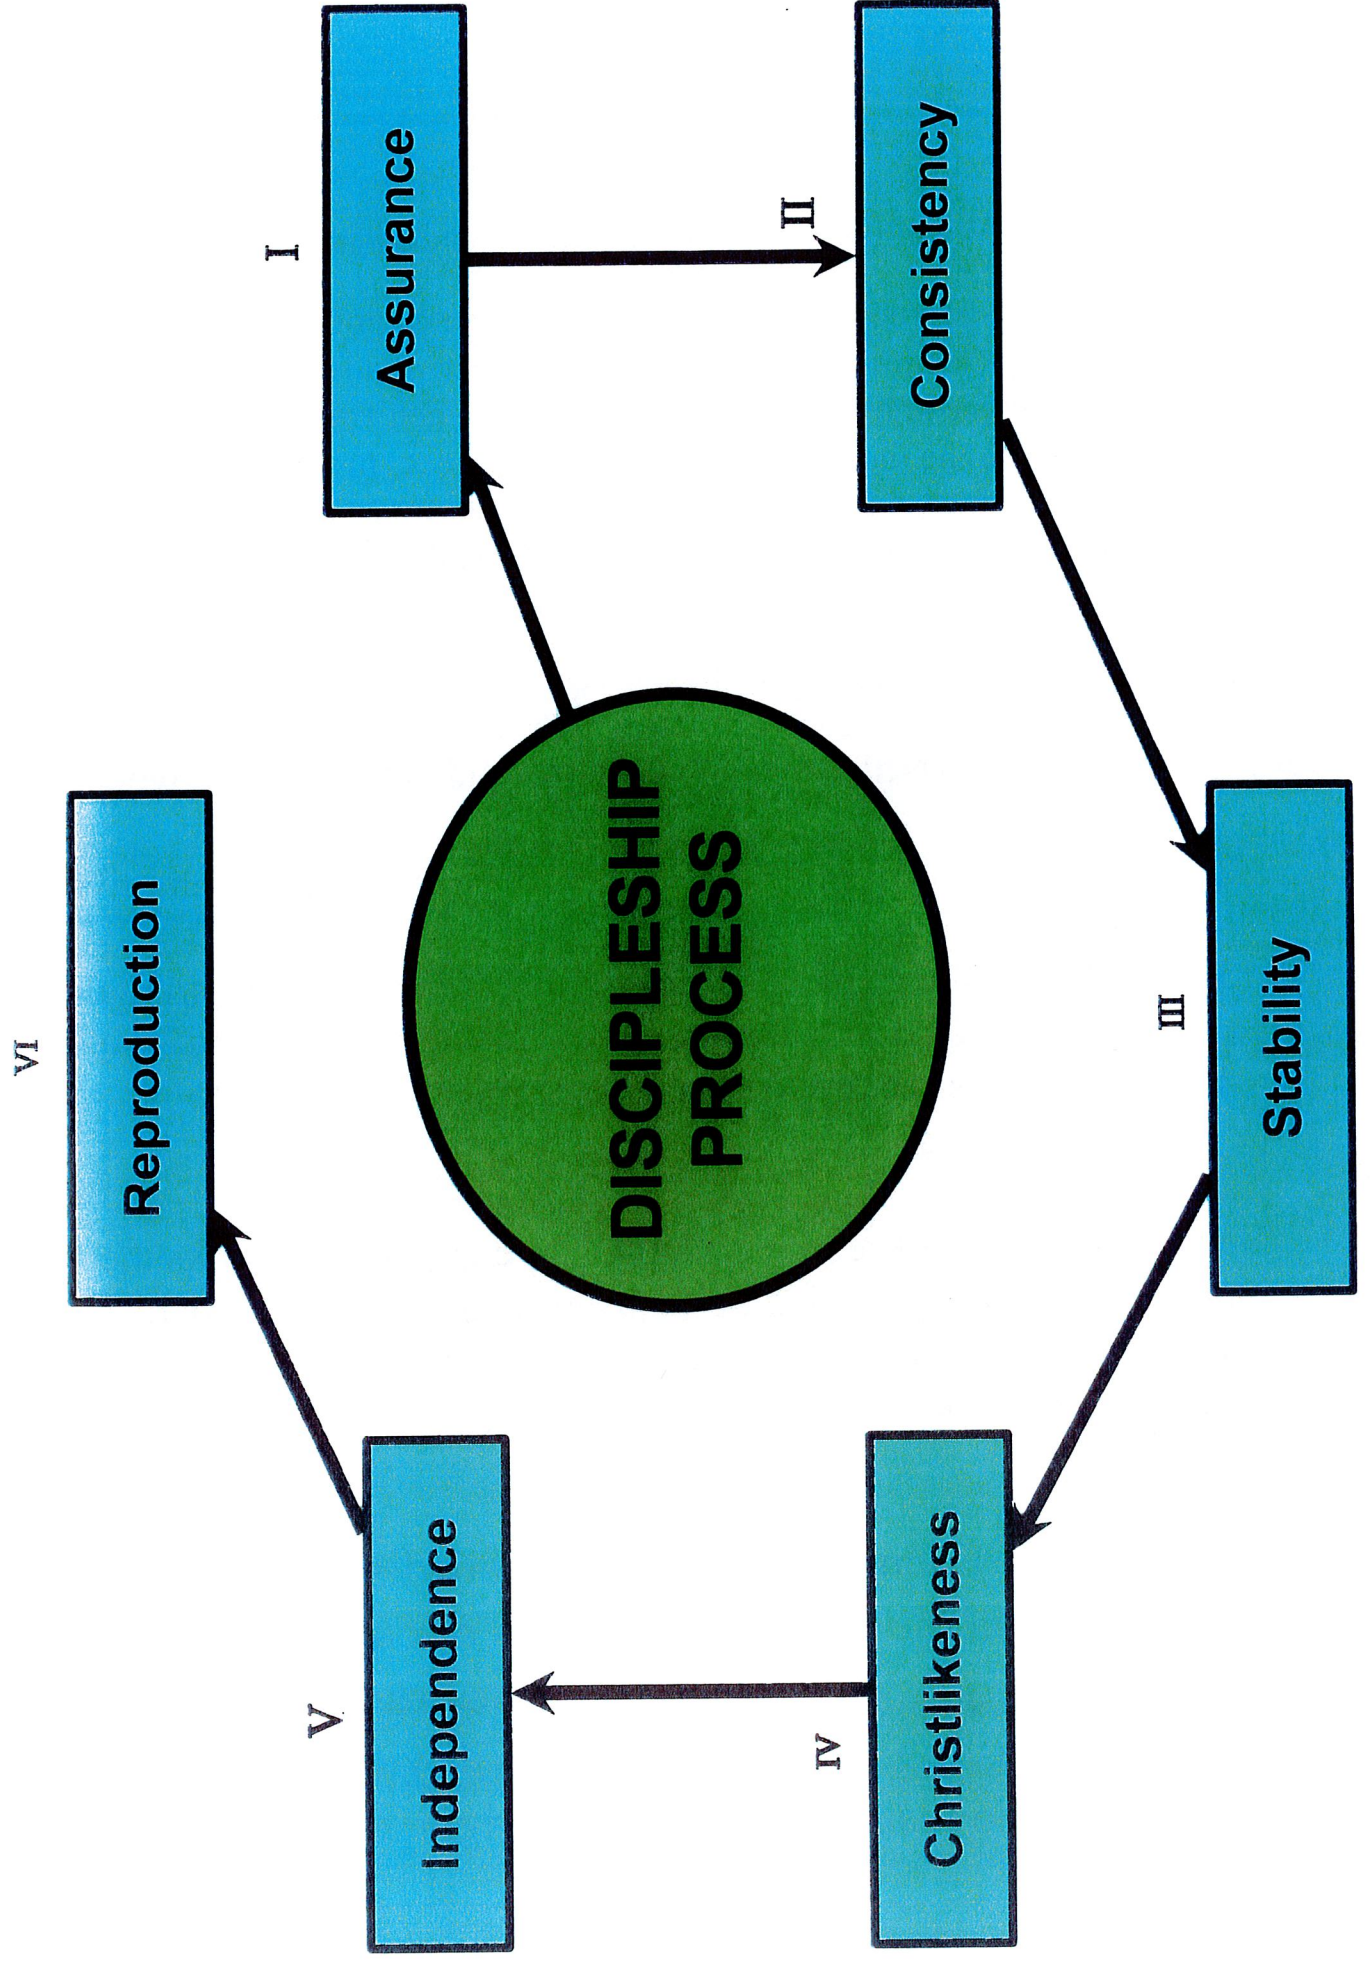 DISCIPLESHIP
PROCESS
I
Assurance
II
Consistency
III
Stability
IV
Christlikeness
V
Independence
VI
Reproduction